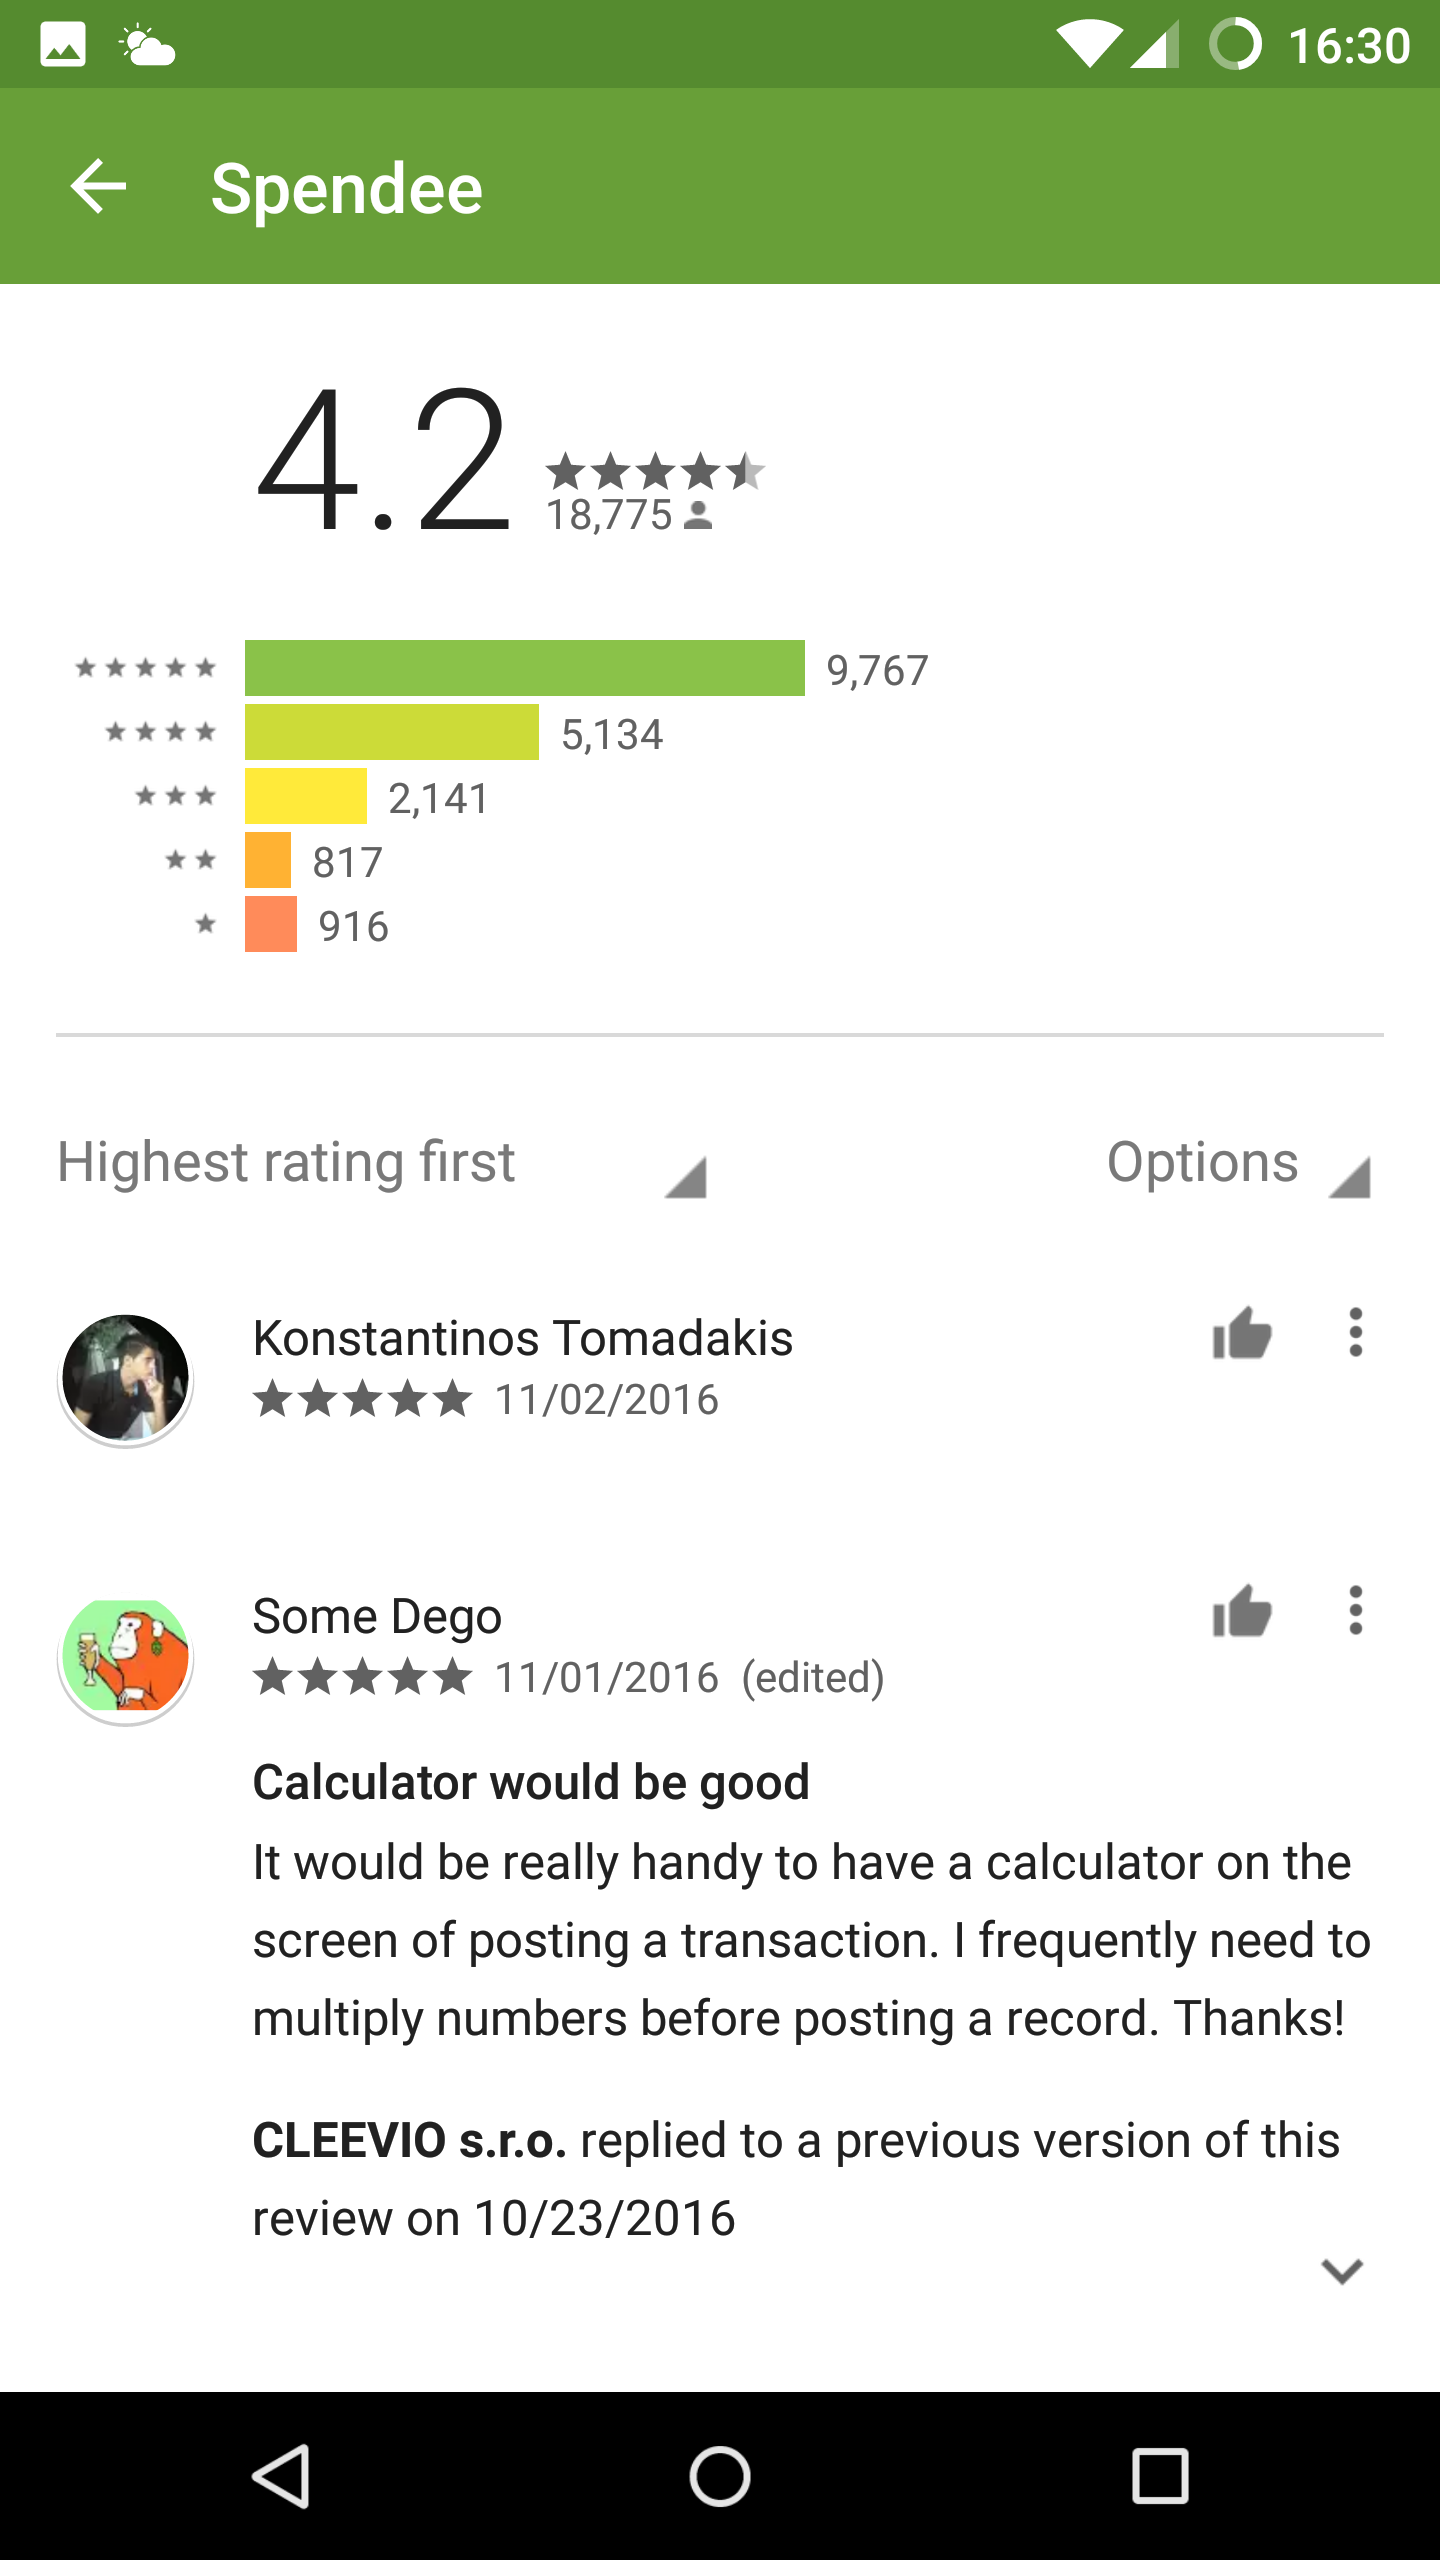 16:30
Spendee
4.2
18,775
9,767
5,134
2,141
817
916
Highest rating first
Options
Konstantinos Tomadakis
11/02/2016
Some Dego
11/01/2016 (edited)
Calculator would be good
It would be really handy to have a calculator on the
screen of posting a transaction. I frequently need to
multiply numbers before posting a record. Thanks!
CLEEVIO s.r.o. replied to a previous version of this
review on 10/23/2016